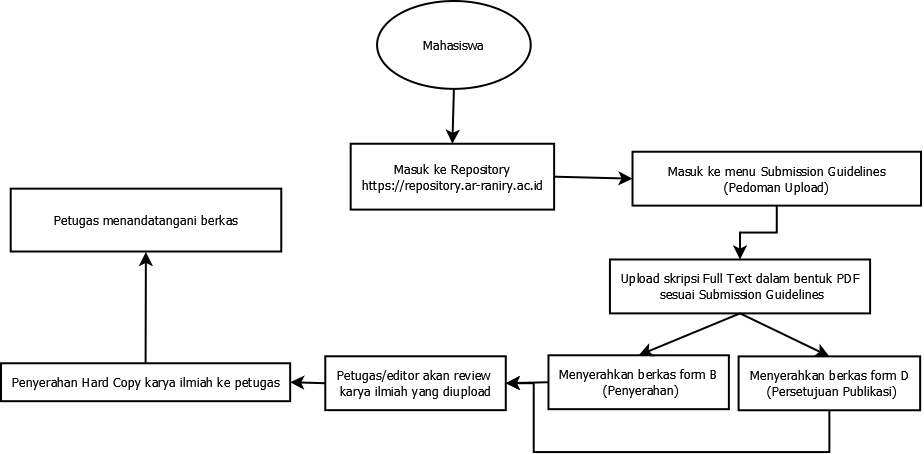 Mahasiswa
Masuk ke Repository
https://repository.ar-raniry.ac.id
Masuk ke menu Submission Guidelines
(Pedoman Upload)
Upload skripsi Full Text dalam bentuk PDF
sesuai Submission Guidelines
Menyerahkan berkas form B
(Penyerahan)
Menyerahkan berkas form D
(Persetujuan Publikasi)
Petugas/editor akan review
karya ilmiah yang diupload
Penyerahan Hard Copy karya ilmiah ke petugas
Petugas menandatangani berkas